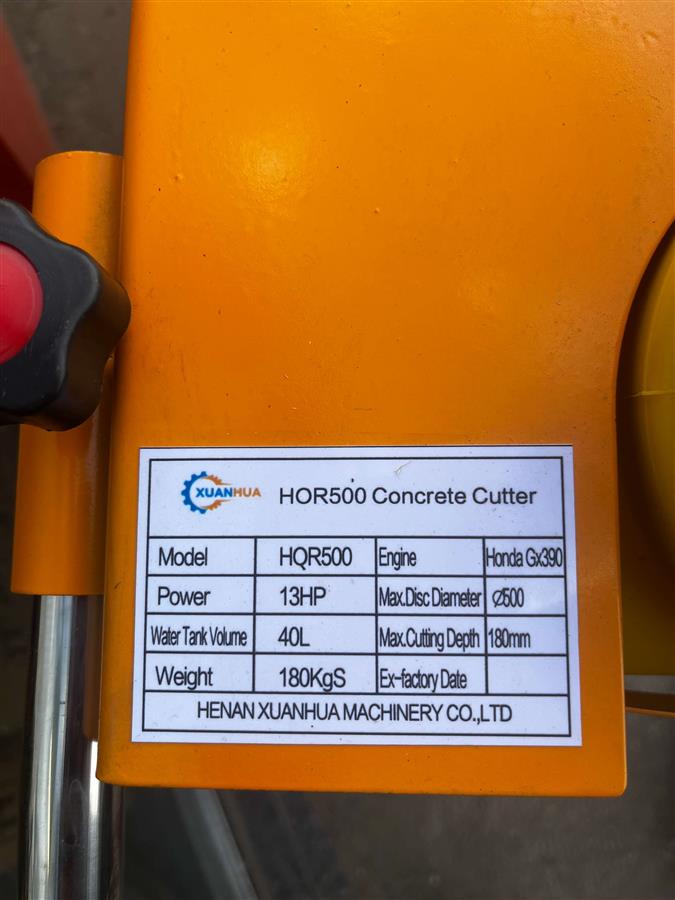 XUANHUA
HOR500 Concrete Cutter
Model HQR500 Engine Honda Gx390
Power 13HP Max.Disc Diameter Ø500
Water Tank Volume 40L Max.Cutting Depth 180mm
Weight 180KgS Ex-factory Date
HENAN XUANHUA MACHINERY CO.,LTD